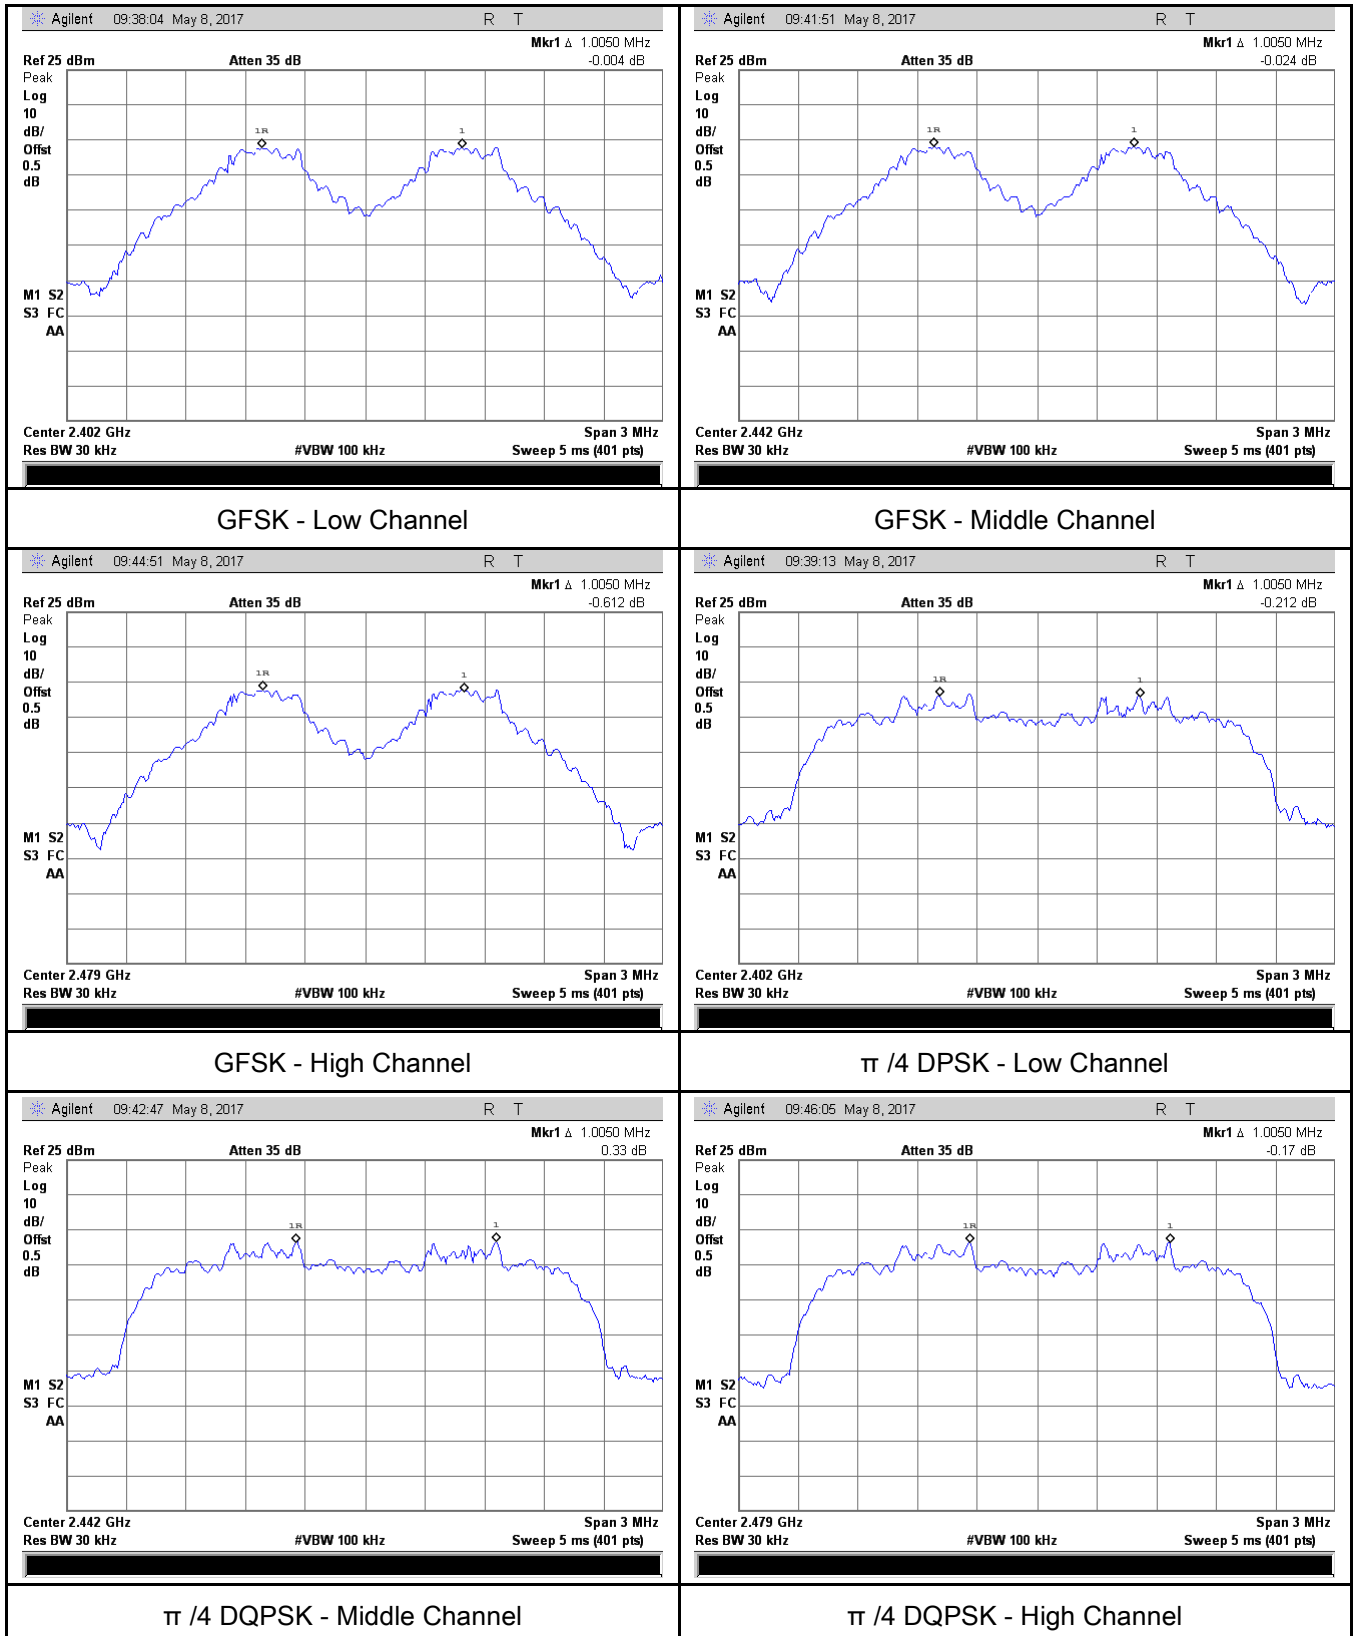 Agilent 09:38:04 May 8, 2017 R T
Mkr1 Δ 1.0050 MHz
Ref 25 dBm Atten 35 dB -0.004 dB
Peak
Log
10
dB/
Offst
0.5
dB
1R 1
M1 S2
S3 FC
AA
Center 2.402 GHz Span 3 MHz
Res BW 30 kHz #VBW 100 kHz Sweep 5 ms (401 pts)
GFSK - Low Channel
Agilent 09:41:51 May 8, 2017 R T
Mkr1 Δ 1.0050 MHz
Ref 25 dBm Atten 35 dB -0.024 dB
Peak
Log
10
dB/
Offst
0.5
dB
1R 1
M1 S2
S3 FC
AA
Center 2.442 GHz Span 3 MHz
Res BW 30 kHz #VBW 100 kHz Sweep 5 ms (401 pts)
GFSK - Middle Channel
Agilent 09:44:51 May 8, 2017 R T
Mkr1 Δ 1.0050 MHz
Ref 25 dBm Atten 35 dB -0.612 dB
Peak
Log
10
dB/
Offst
0.5
dB
1R 1
M1 S2
S3 FC
AA
Center 2.479 GHz Span 3 MHz
Res BW 30 kHz #VBW 100 kHz Sweep 5 ms (401 pts)
GFSK - High Channel
Agilent 09:39:13 May 8, 2017 R T
Mkr1 Δ 1.0050 MHz
Ref 25 dBm Atten 35 dB -0.212 dB
Peak
Log
10
dB/
Offst
0.5
dB
1R 1
M1 S2
S3 FC
AA
Center 2.402 GHz Span 3 MHz
Res BW 30 kHz #VBW 100 kHz Sweep 5 ms (401 pts)
π /4 DPSK - Low Channel
Agilent 09:42:47 May 8, 2017 R T
Mkr1 Δ 1.0050 MHz
Ref 25 dBm Atten 35 dB 0.33 dB
Peak
Log
10
dB/
Offst
0.5
dB
1R 1
M1 S2
S3 FC
AA
Center 2.442 GHz Span 3 MHz
Res BW 30 kHz #VBW 100 kHz Sweep 5 ms (401 pts)
π /4 DQPSK - Middle Channel
Agilent 09:46:05 May 8, 2017 R T
Mkr1 Δ 1.0050 MHz
Ref 25 dBm Atten 35 dB -0.17 dB
Peak
Log
10
dB/
Offst
0.5
dB
1R 1
M1 S2
S3 FC
AA
Center 2.479 GHz Span 3 MHz
Res BW 30 kHz #VBW 100 kHz Sweep 5 ms (401 pts)
π /4 DQPSK - High Channel